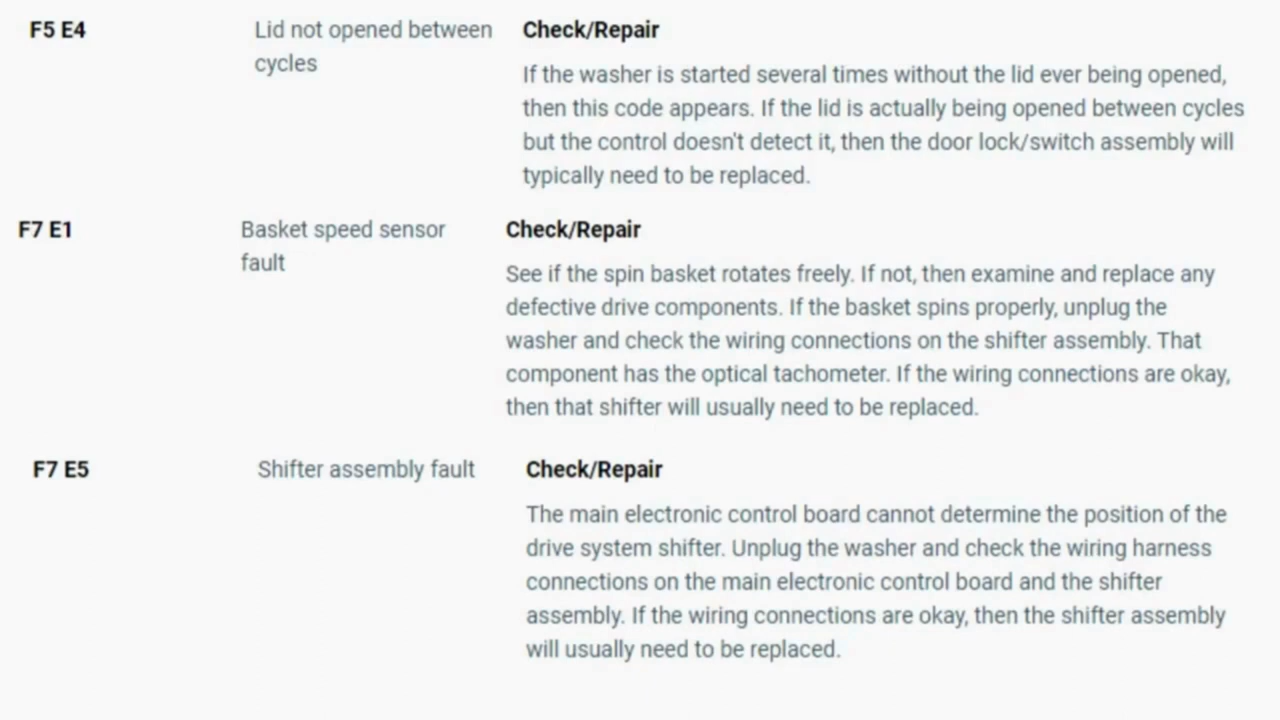 F5 E4 Lid not opened between Check/Repair
cycles
If the washer is started several times without the lid ever being opened,
then this code appears. If the lid is actually being opened between cycles
but the control doesn't detect it, then the door lock/switch assembly will
typically need to be replaced.
F7 E1 Basket speed sensor Check/Repair
fault
See if the spin basket rotates freely. If not, then examine and replace any
defective drive components. If the basket spins properly, unplug the
washer and check the wiring connections on the shifter assembly. That
component has the optical tachometer. If the wiring connections are okay,
then that shifter will usually need to be replaced.
F7 E5 Shifter assembly fault Check/Repair
The main electronic control board cannot determine the position of the
drive system shifter. Unplug the washer and check the wiring harness
connections on the main electronic control board and the shifter
assembly. If the wiring connections are okay, then the shifter assembly
will usually need to be replaced.